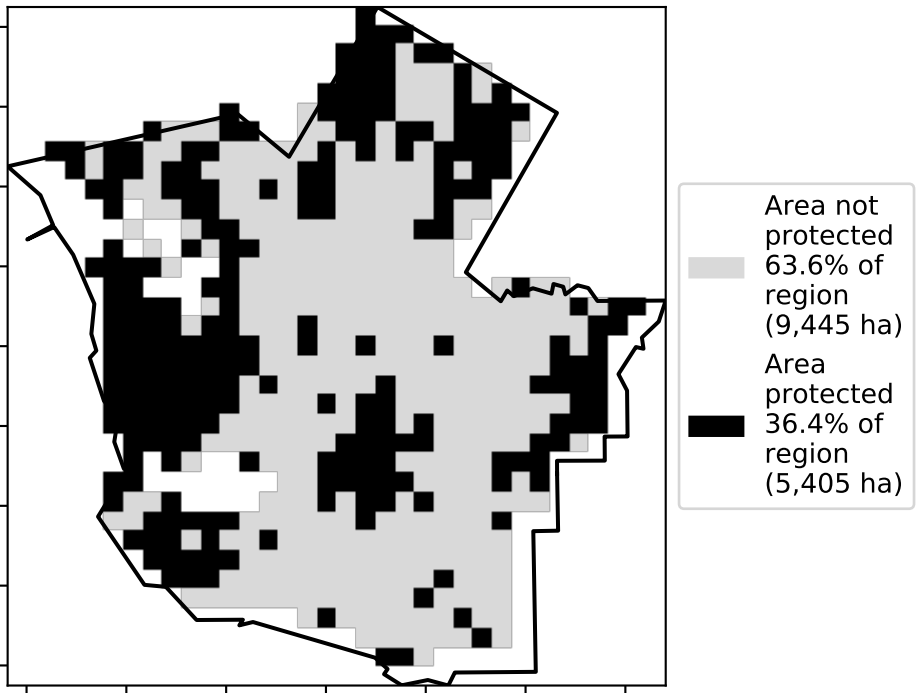 Area not
protected
63.6% of
region
(9,445 ha)
Area
protected
36.4% of
region
(5,405 ha)